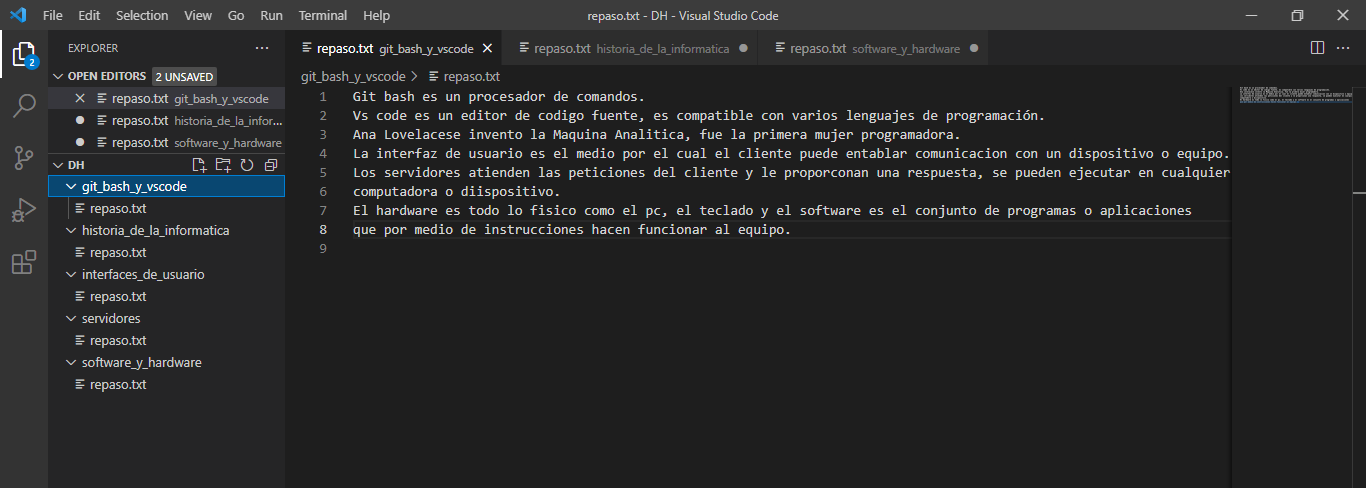 File Edit Selection View Go Run Terminal Help repaso.txt - DH - Visual Studio Code
EXPLORER ···
OPEN EDITORS 2 UNSAVED
repaso.txt git_bash_y_vscode
repaso.txt historia_de_la_infor...
repaso.txt software_y_hardware
DH
git_bash_y_vscode
repaso.txt
historia_de_la_informatica
repaso.txt
interfaces_de_usuario
repaso.txt
servidores
repaso.txt
software_y_hardware
repaso.txt
2
repaso.txt git_bash_y_vscode repaso.txt historia_de_la_informatica repaso.txt software_y_hardware ···
git_bash_y_vscode > repaso.txt
1 Git bash es un procesador de comandos.
2 Vs code es un editor de codigo fuente, es compatible con varios lenguajes de programación.
3 Ana Lovelacese invento la Maquina Analitica, fue la primera mujer programadora.
4 La interfaz de usuario es el medio por el cual el cliente puede entablar comunicacion con un dispositivo o equipo.
5 Los servidores atienden las peticiones del cliente y le proporconan una respuesta, se pueden ejecutar en cualquier
6 computadora o diispositivo.
7 El hardware es todo lo fisico como el pc, el teclado y el software es el conjunto de programas o aplicaciones
8 que por medio de instrucciones hacen funcionar al equipo.
9